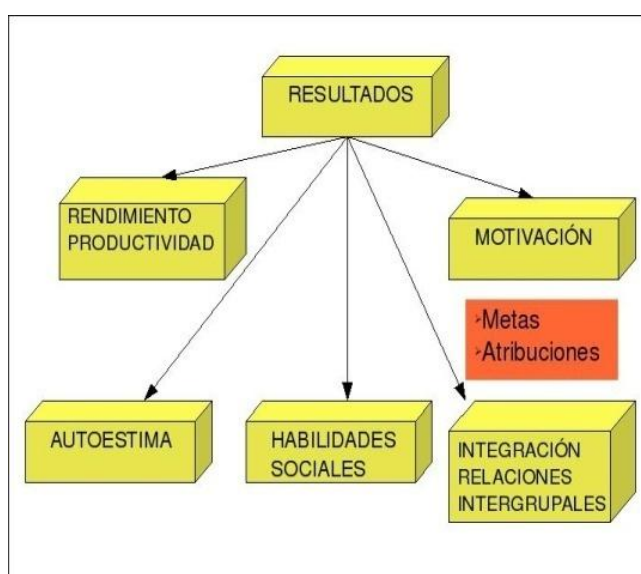 RESULTADOS
RENDIMIENTO
PRODUCTIVIDAD
MOTIVACIÓN
Metas
Atribuciones
AUTOESTIMA
HABILIDADES
SOCIALES
INTEGRACIÓN
RELACIONES
INTERGRUPALES